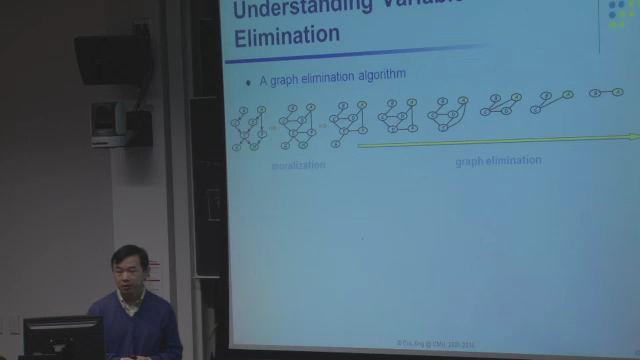 Understanding Variable
Elimination
A graph elimination algorithm
moralization
graph elimination
© Eric Xing @ CMU, 2005-2015